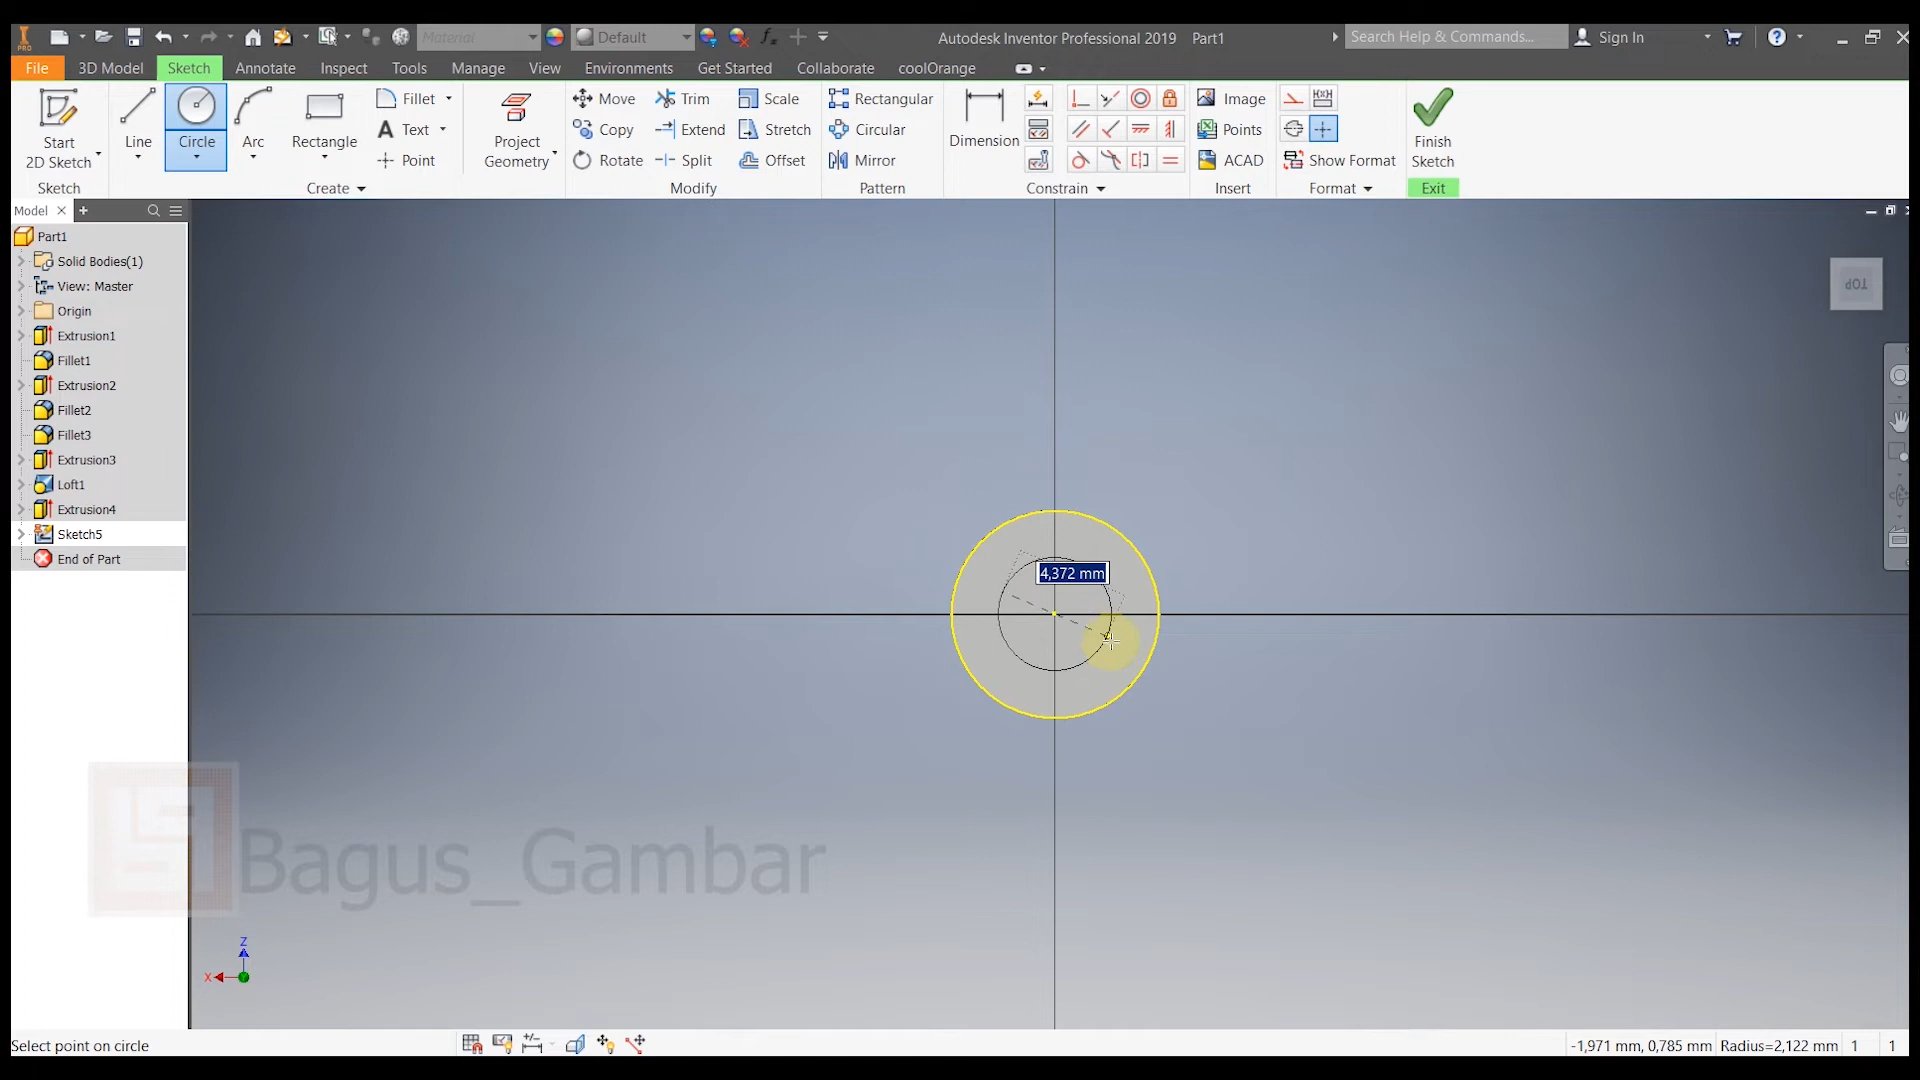 PRO
Material
Default
Autodesk Inventor Professional 2019 Part1
Search Help & Commands...
Sign In
File
3D Model
Sketch
Annotate
Inspect
Tools
Manage
View
Environments
Get Started
Collaborate
coolOrange
Start
2D Sketch
Line
Circle
Arc
Rectangle
Fillet
Text
Point
Project
Geometry
Move
Copy
Rotate
Trim
Extend
Split
Scale
Stretch
Offset
Rectangular
Circular
Mirror
Dimension
Image
Points
ACAD
Show Format
Finish
Sketch
Sketch
Create
Modify
Pattern
Constrain
Insert
Format
Exit
Model
Part1
Solid Bodies(1)
View: Master
Origin
Extrusion1
Fillet1
Extrusion2
Fillet2
Fillet3
Extrusion3
Loft1
Extrusion4
Sketch5
End of Part
TOP
4,372 mm
Bagus_Gambar
Z
X
Select point on circle
-1,971 mm, 0,785 mm
Radius=2,122 mm
1
1